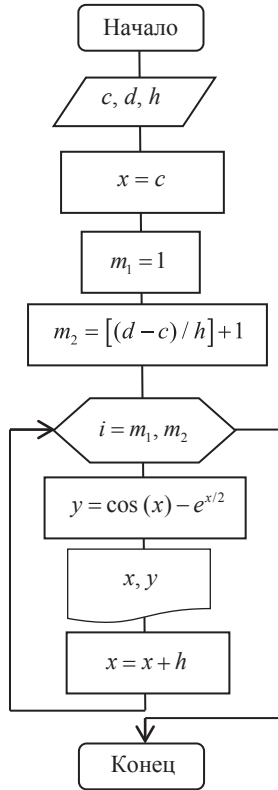 Начало
c, d, h
x = c
m₁ = 1
m₂ = [(d − c) / h] + 1
i = m₁, m₂
y = cos (x) − e^{x/2}
x, y
x = x + h
Конец